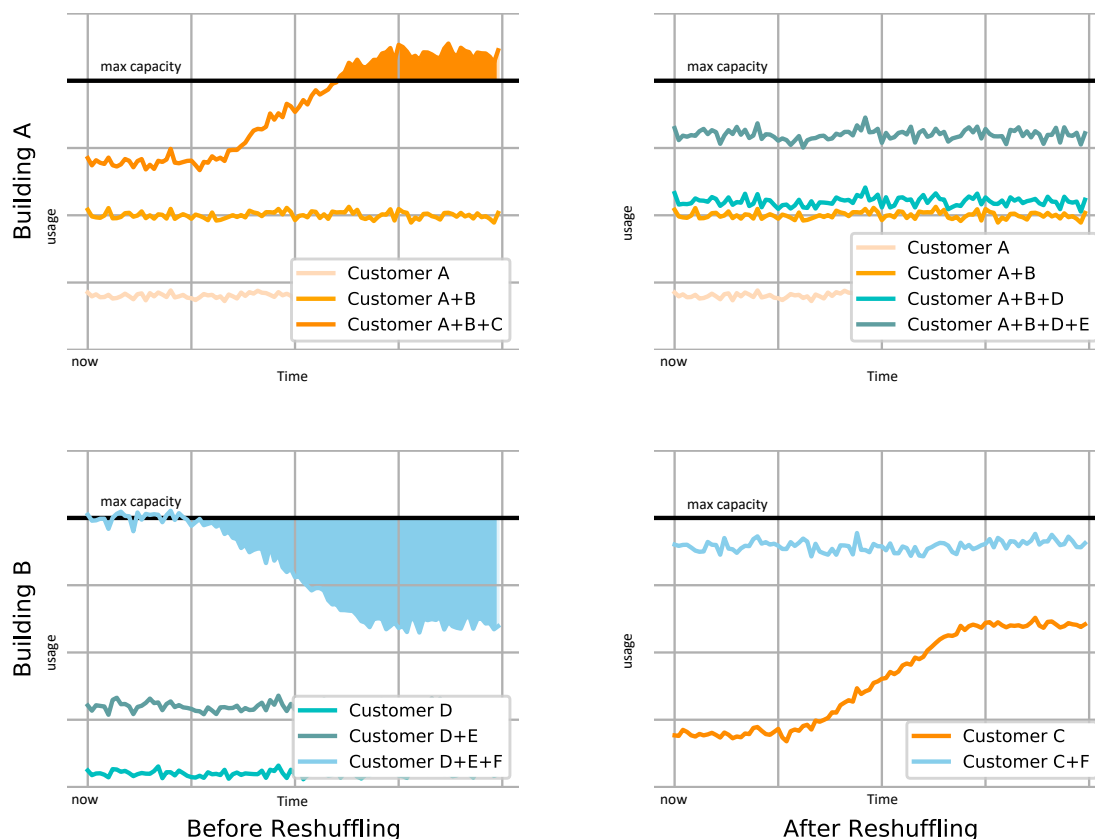 max capacity
Building A
usage
Customer A
Customer A+B
Customer A+B+C
now
Time
max capacity
usage
Customer A
Customer A+B
Customer A+B+D
Customer A+B+D+E
now
Time
max capacity
Building B
usage
Customer D
Customer D+E
Customer D+E+F
now
Time
Before Reshuffling
max capacity
usage
Customer C
Customer C+F
now
Time
After Reshuffling